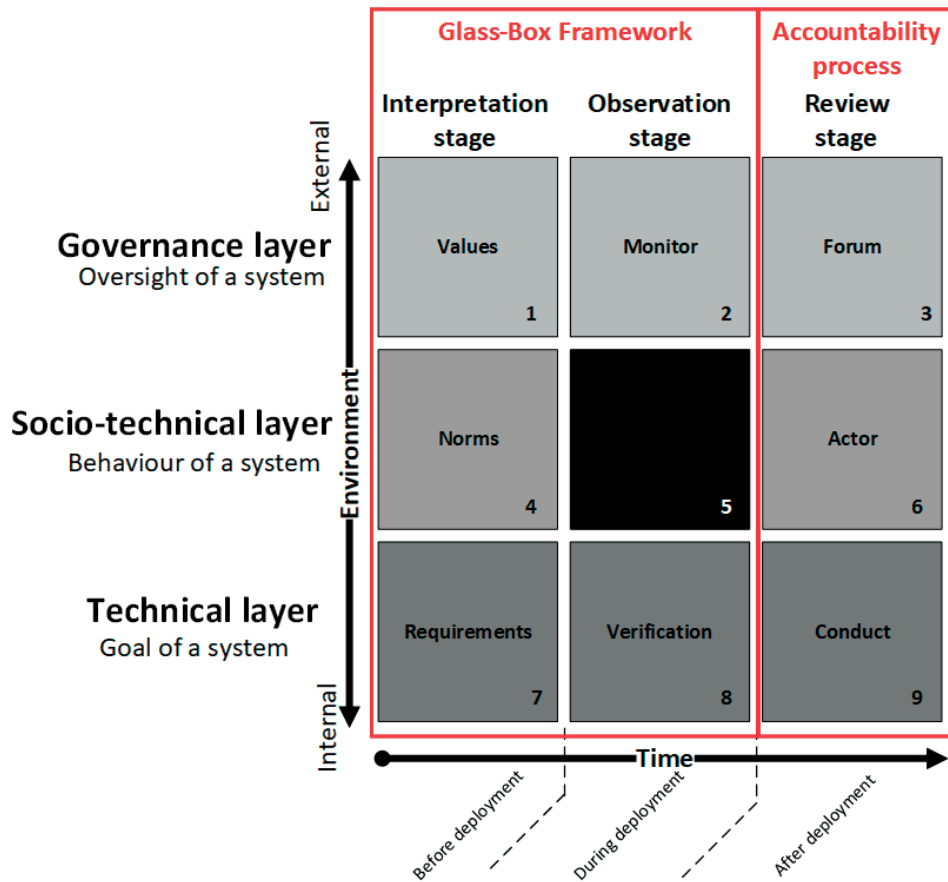 Glass-Box Framework
Accountability
process
Interpretation
stage
Observation
stage
Review
stage
External
Governance layer
Oversight of a system
Values
1
Monitor
2
Forum
3
Environment
Socio-technical layer
Behaviour of a system
Norms
4
5
Actor
6
Technical layer
Goal of a system
Requirements
7
Verification
8
Conduct
9
Internal
Time
Before deployment
During deployment
After deployment